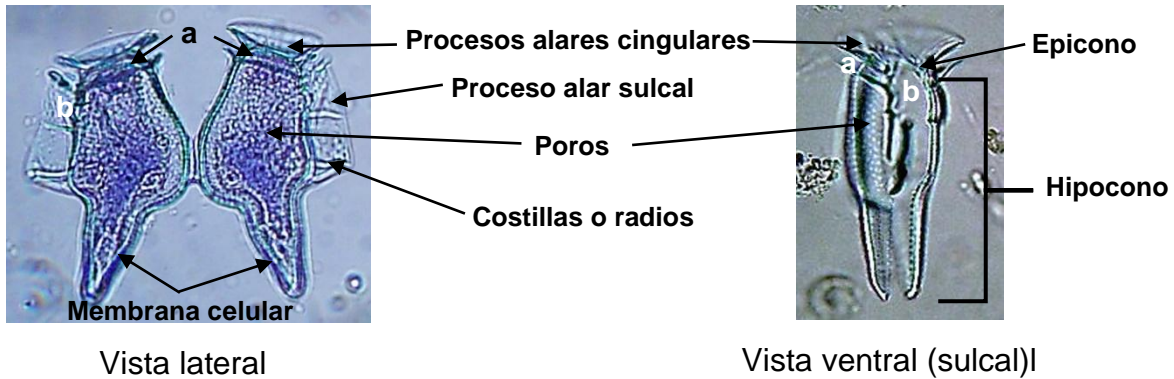 a
b
Procesos alares cingulares
Proceso alar sulcal
Poros
Costillas o radios
Membrana celular
Vista lateral
a
b
Epicono
Hipocono
Vista ventral (sulcal)l